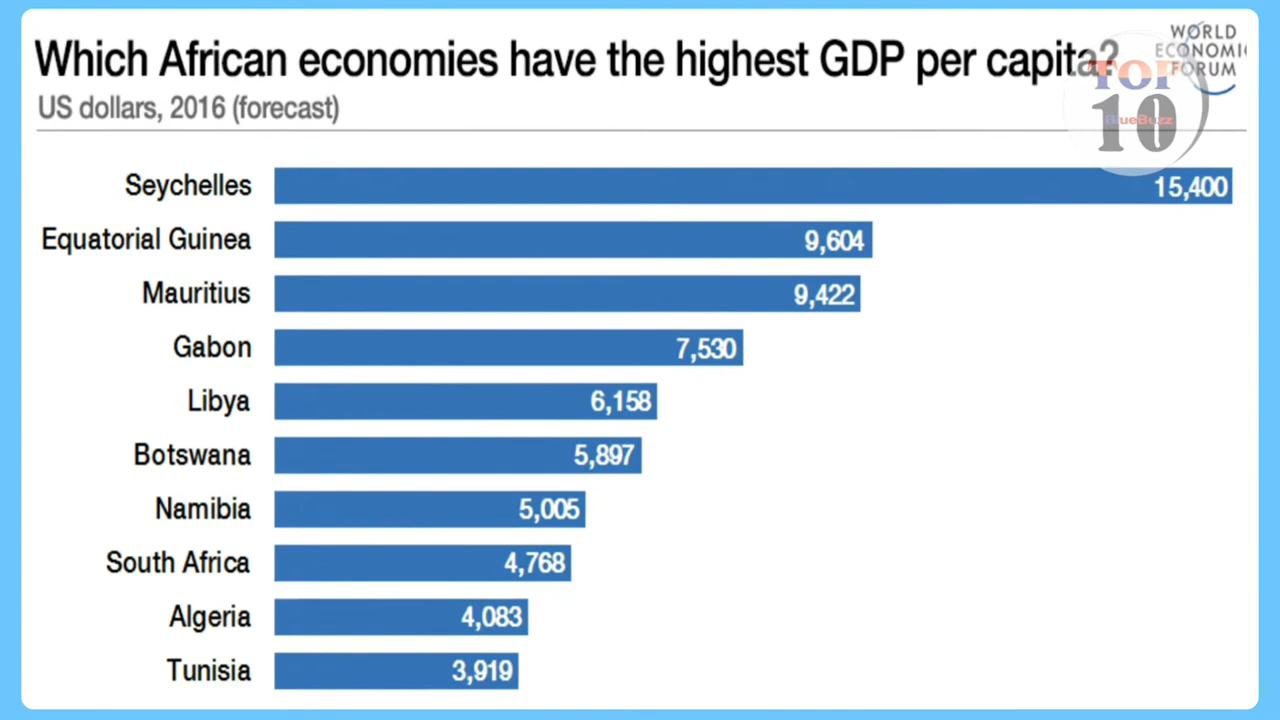 Which African economies have the highest GDP per capita?
US dollars, 2016 (forecast)
WORLD
ECONOMIC
FORUM
TOP
10
BlueBuzz
Seychelles 15,400
Equatorial Guinea 9,604
Mauritius 9,422
Gabon 7,530
Libya 6,158
Botswana 5,897
Namibia 5,005
South Africa 4,768
Algeria 4,083
Tunisia 3,919